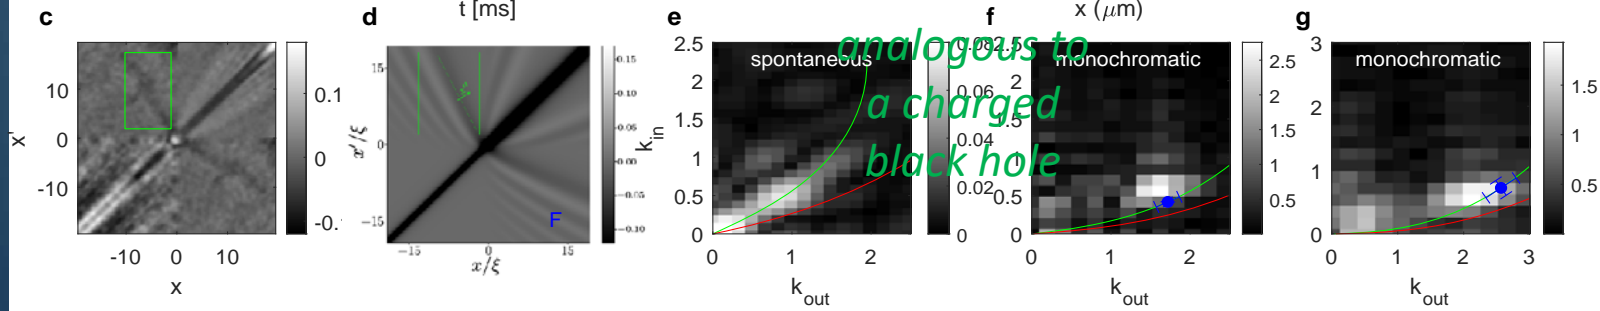 t [ms]
x (μm)
c
d
e
f
g
10
0
-10
-10 0 10
x
x'
0.1
0
-0.
15
0
-15
-15 0 15
x/ξ
x'/ξ
F
0.15
0.10
0.05
0.00
-0.05
-0.10
k_in
2.5
2
1.5
1
0.5
0
0 1 2
k_out
spontaneous
0.08
0.06
0.04
0.02
0
analogous to
a charged
black hole
2.5
2
1.5
1
0.5
0
0 1 2
k_out
monochromatic
2.5
2
1.5
1
0.5
3
2
1
0
0 1 2 3
k_out
monochromatic
1.5
1
0.5